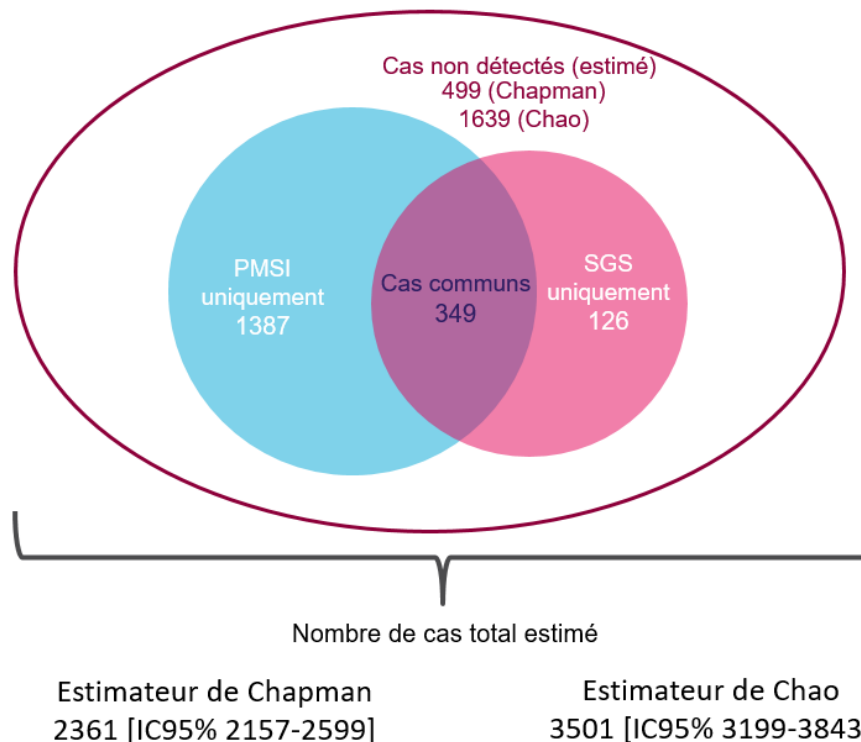 Cas non détectés (estimé)
499 (Chapman)
1639 (Chao)
PMSI
uniquement
1387
Cas communs
349
SGS
uniquement
126
Nombre de cas total estimé
Estimateur de Chapman
2361 [IC95% 2157-2599]
Estimateur de Chao
3501 [IC95% 3199-3843